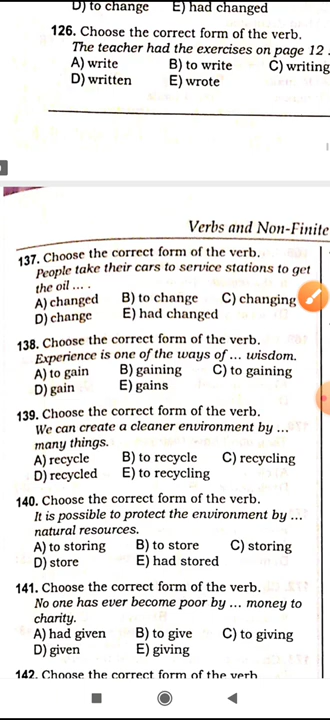 D) to change E) had changed
126. Choose the correct form of the verb.
The teacher had the exercises on page 12 .
A) write B) to write C) writing
D) written E) wrote
Verbs and Non-Finite
137. Choose the correct form of the verb.
People take their cars to service stations to get
the oil ... .
A) changed B) to change C) changing
D) change E) had changed
138. Choose the correct form of the verb.
Experience is one of the ways of ... wisdom.
A) to gain B) gaining C) to gaining
D) gain E) gains
139. Choose the correct form of the verb.
We can create a cleaner environment by ...
many things.
A) recycle B) to recycle C) recycling
D) recycled E) to recycling
140. Choose the correct form of the verb.
It is possible to protect the environment by ...
natural resources.
A) to storing B) to store C) storing
D) store E) had stored
141. Choose the correct form of the verb.
No one has ever become poor by ... money to
charity.
A) had given B) to give C) to giving
D) given E) giving
142. Choose the correct form of the verb